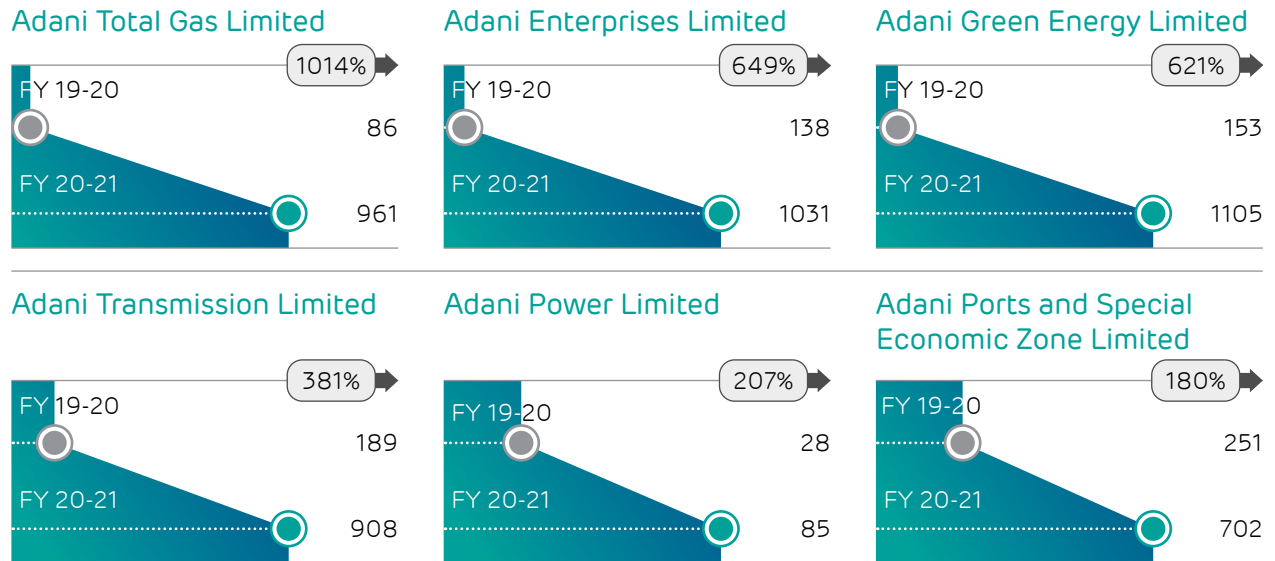 Adani Total Gas Limited
1014%
FY 19-20
86
FY 20-21
961
Adani Enterprises Limited
649%
FY 19-20
138
FY 20-21
1031
Adani Green Energy Limited
621%
FY 19-20
153
FY 20-21
1105
Adani Transmission Limited
381%
FY 19-20
189
FY 20-21
908
Adani Power Limited
207%
FY 19-20
28
FY 20-21
85
Adani Ports and Special
Economic Zone Limited
180%
FY 19-20
251
FY 20-21
702